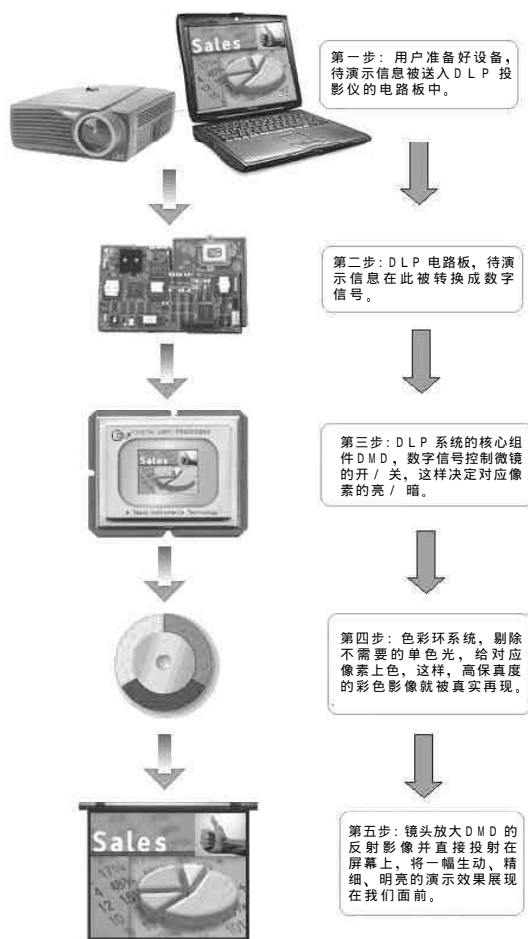 Sales
第一步：用户准备好设备，
待演示信息被送入DLP 投
影仪的电路板中。
第二步：DLP 电路板，待演
示信息在此被转换成数字
信号。
Sales
Texas Instruments Technology
第三步：DLP 系统的核心组
件DMD，数字信号控制微镜
的开/关，这样决定对应像
素的亮/暗。
第四步：色彩环系统，剔除
不需要的单色光，给对应
像素上色，这样，高保真度
的彩色影像就被真实再现。
Sales
第五步：镜头放大DMD 的
反射影像并直接投射在
屏幕上，将一幅生动、精
细、明亮的演示效果展现
在我们面前。